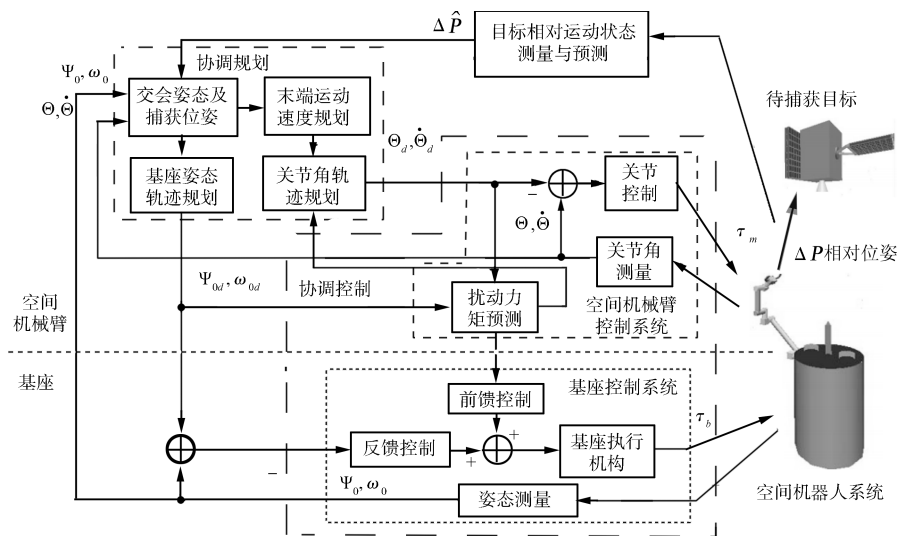 ΔP̂
目标相对运动状态
测量与预测
协调规划
Ψ₀, ω₀
Θ, Θ̇
交会姿态及
捕获位姿
末端运动
速度规划
待捕获目标
基座姿态
轨迹规划
关节角轨
迹规划
Θ_d, Θ̇_d
−
关节
控制
Θ, Θ̇
τ_m
关节角
测量
ΔP相对位姿
Ψ₀d, ω₀d
协调控制
扰动力
矩预测
空间机械臂
控制系统
空间
机械臂
基座
基座控制系统
前馈控制
τ_b
+
反馈控制
+
基座执行
机构
−
Ψ₀, ω₀
姿态测量
空间机器人系统